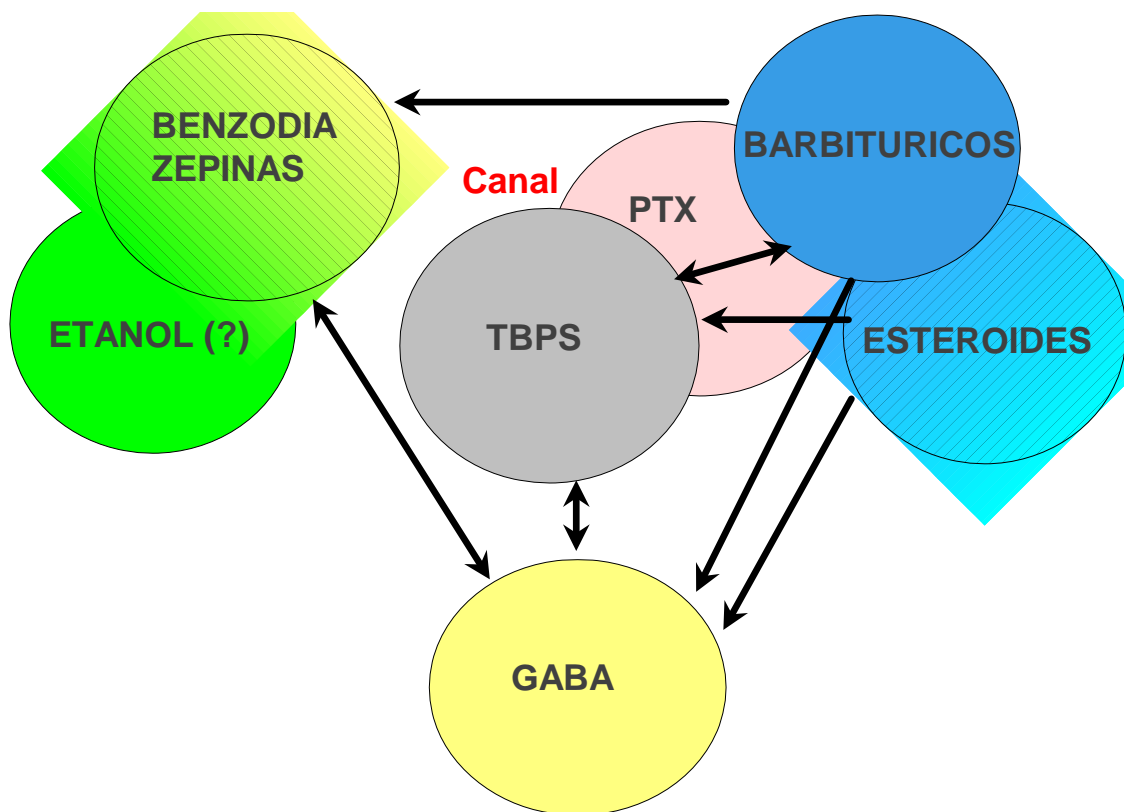 BENZODIA
ZEPINAS
BARBITURICOS
Canal
PTX
ETANOL (?)
TBPS
ESTEROIDES
GABA